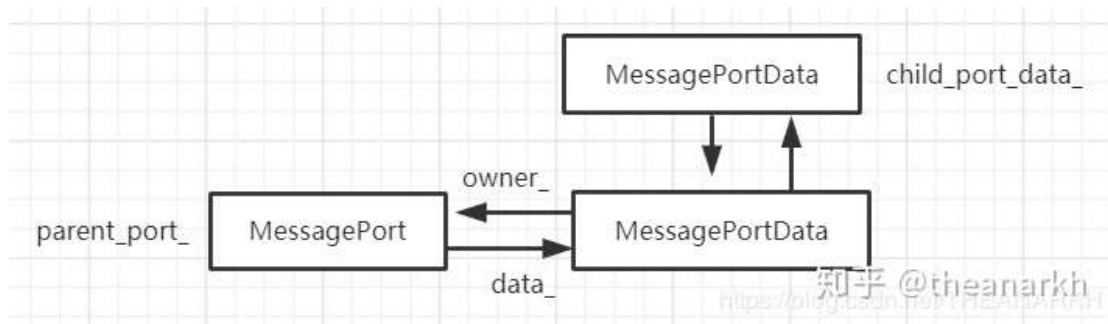 MessagePortData child_port_data_
owner_
parent_port_ MessagePort MessagePortData
data_
知乎 @theanarkh